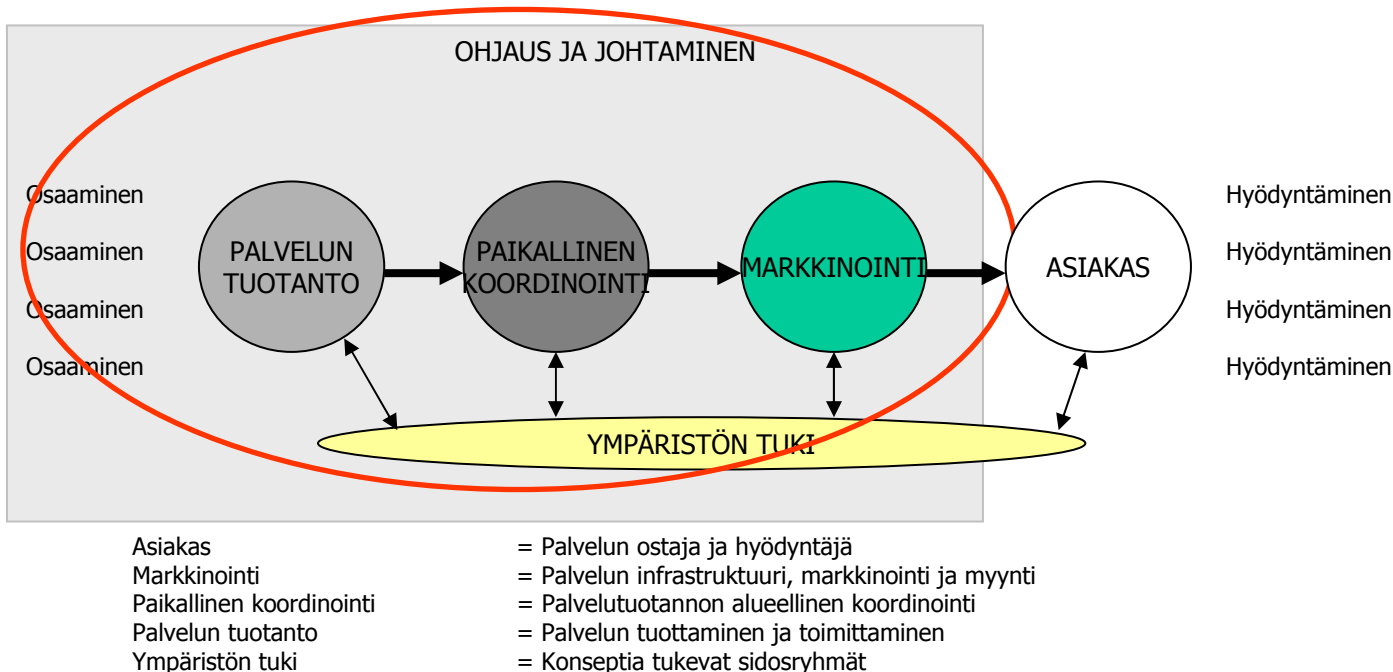 OHJAUS JA JOHTAMINEN
Osaaminen
Osaaminen
Osaaminen
Osaaminen
PALVELUN
TUOTANTO
PAIKALLINEN
KOORDINOINTI
MARKKINOINTI
ASIAKAS
Hyödyntäminen
Hyödyntäminen
Hyödyntäminen
Hyödyntäminen
YMPÄRISTÖN TUKI
Asiakas = Palvelun ostaja ja hyödyntäjä
Markkinointi = Palvelun infrastruktuuri, markkinointi ja myynti
Paikallinen koordinointi = Palvelutuotannon alueellinen koordinointi
Palvelun tuotanto = Palvelun tuottaminen ja toimittaminen
Ympäristön tuki = Konseptia tukevat sidosryhmät